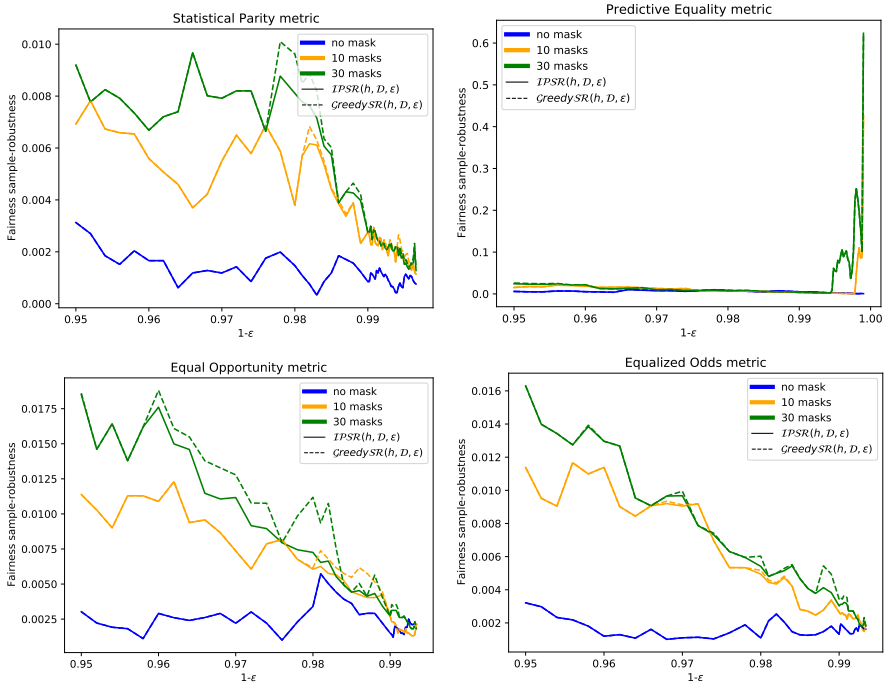 Statistical Parity metric
0.010
0.008
0.006
0.004
0.002
0.000
Fairness sample-robustness
0.95
0.96
0.97
0.98
0.99
1-ε
no mask
10 masks
30 masks
ℐ𝒫𝒮ℛ(h, 𝒟, ε)
𝒢reedy𝒮ℛ(h, 𝒟, ε)
Predictive Equality metric
0.6
0.5
0.4
0.3
0.2
0.1
0.0
Fairness sample-robustness
0.95
0.96
0.97
0.98
0.99
1.00
1-ε
no mask
10 masks
30 masks
ℐ𝒫𝒮ℛ(h, 𝒟, ε)
𝒢reedy𝒮ℛ(h, 𝒟, ε)
Equal Opportunity metric
0.0175
0.0150
0.0125
0.0100
0.0075
0.0050
0.0025
Fairness sample-robustness
0.95
0.96
0.97
0.98
0.99
1-ε
no mask
10 masks
30 masks
ℐ𝒫𝒮ℛ(h, 𝒟, ε)
𝒢reedy𝒮ℛ(h, 𝒟, ε)
Equalized Odds metric
0.016
0.014
0.012
0.010
0.008
0.006
0.004
0.002
Fairness sample-robustness
0.95
0.96
0.97
0.98
0.99
1-ε
no mask
10 masks
30 masks
ℐ𝒫𝒮ℛ(h, 𝒟, ε)
𝒢reedy𝒮ℛ(h, 𝒟, ε)